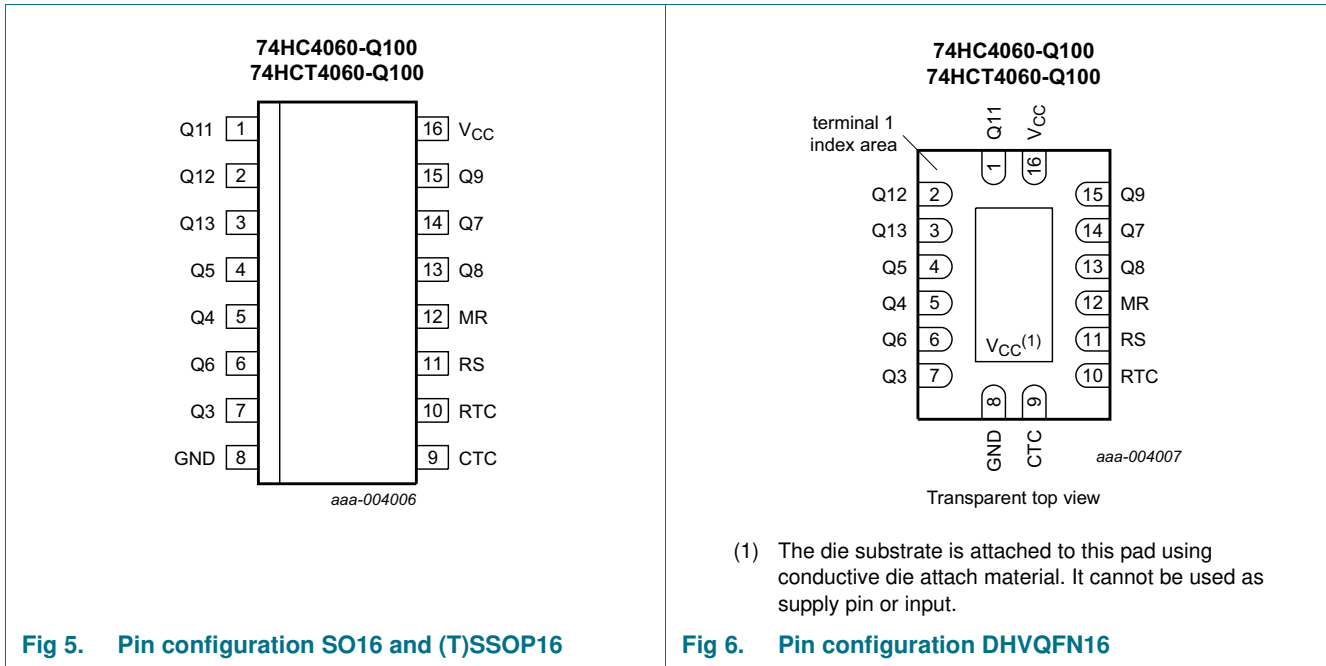 74HC4060-Q100
74HCT4060-Q100
Q11 1 16 VCC
Q12 2 15 Q9
Q13 3 14 Q7
Q5 4 13 Q8
Q4 5 12 MR
Q6 6 11 RS
Q3 7 10 RTC
GND 8 9 CTC
aaa-004006
Fig 5. Pin configuration SO16 and (T)SSOP16
74HC4060-Q100
74HCT4060-Q100
terminal 1
index area
Q11 VCC
1 16
Q12 2 15 Q9
Q13 3 14 Q7
Q5 4 13 Q8
Q4 5 12 MR
Q6 6 VCC(1) 11 RS
Q3 7 10 RTC
8 9
GND CTC
aaa-004007
Transparent top view
(1) The die substrate is attached to this pad using
conductive die attach material. It cannot be used as
supply pin or input.
Fig 6. Pin configuration DHVQFN16